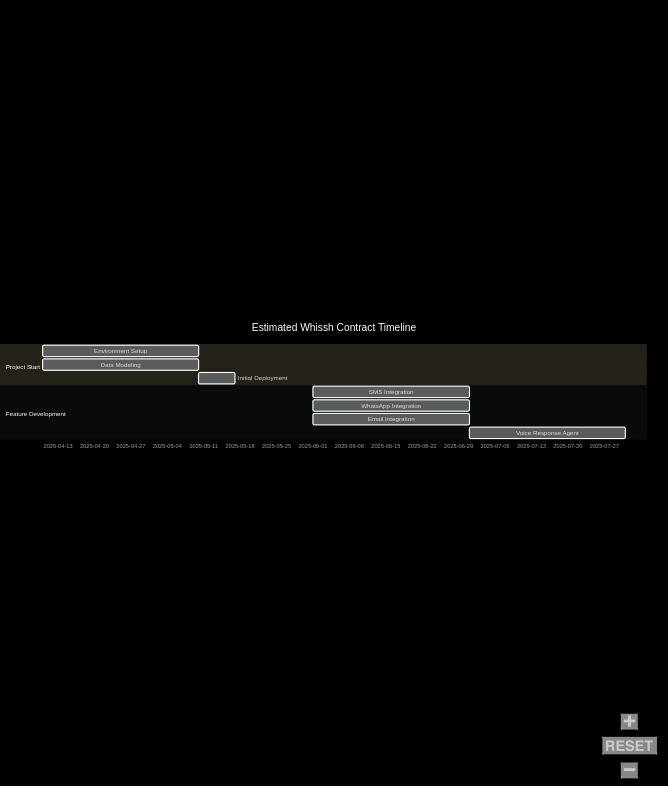 Estimated Whissh Contract Timeline
Environment Setup
Project Start
Data Modeling
Initial Deployment
SMS Integration
Feature Development
WhatsApp Integration
Email Integration
Voice Response Agent
2025-04-13 2025-04-20 2025-04-27 2025-05-04 2025-05-11 2025-05-18 2025-05-25 2025-06-01 2025-06-08 2025-06-15 2025-06-22 2025-06-29 2025-07-06 2025-07-13 2025-07-20 2025-07-27
+
RESET
−